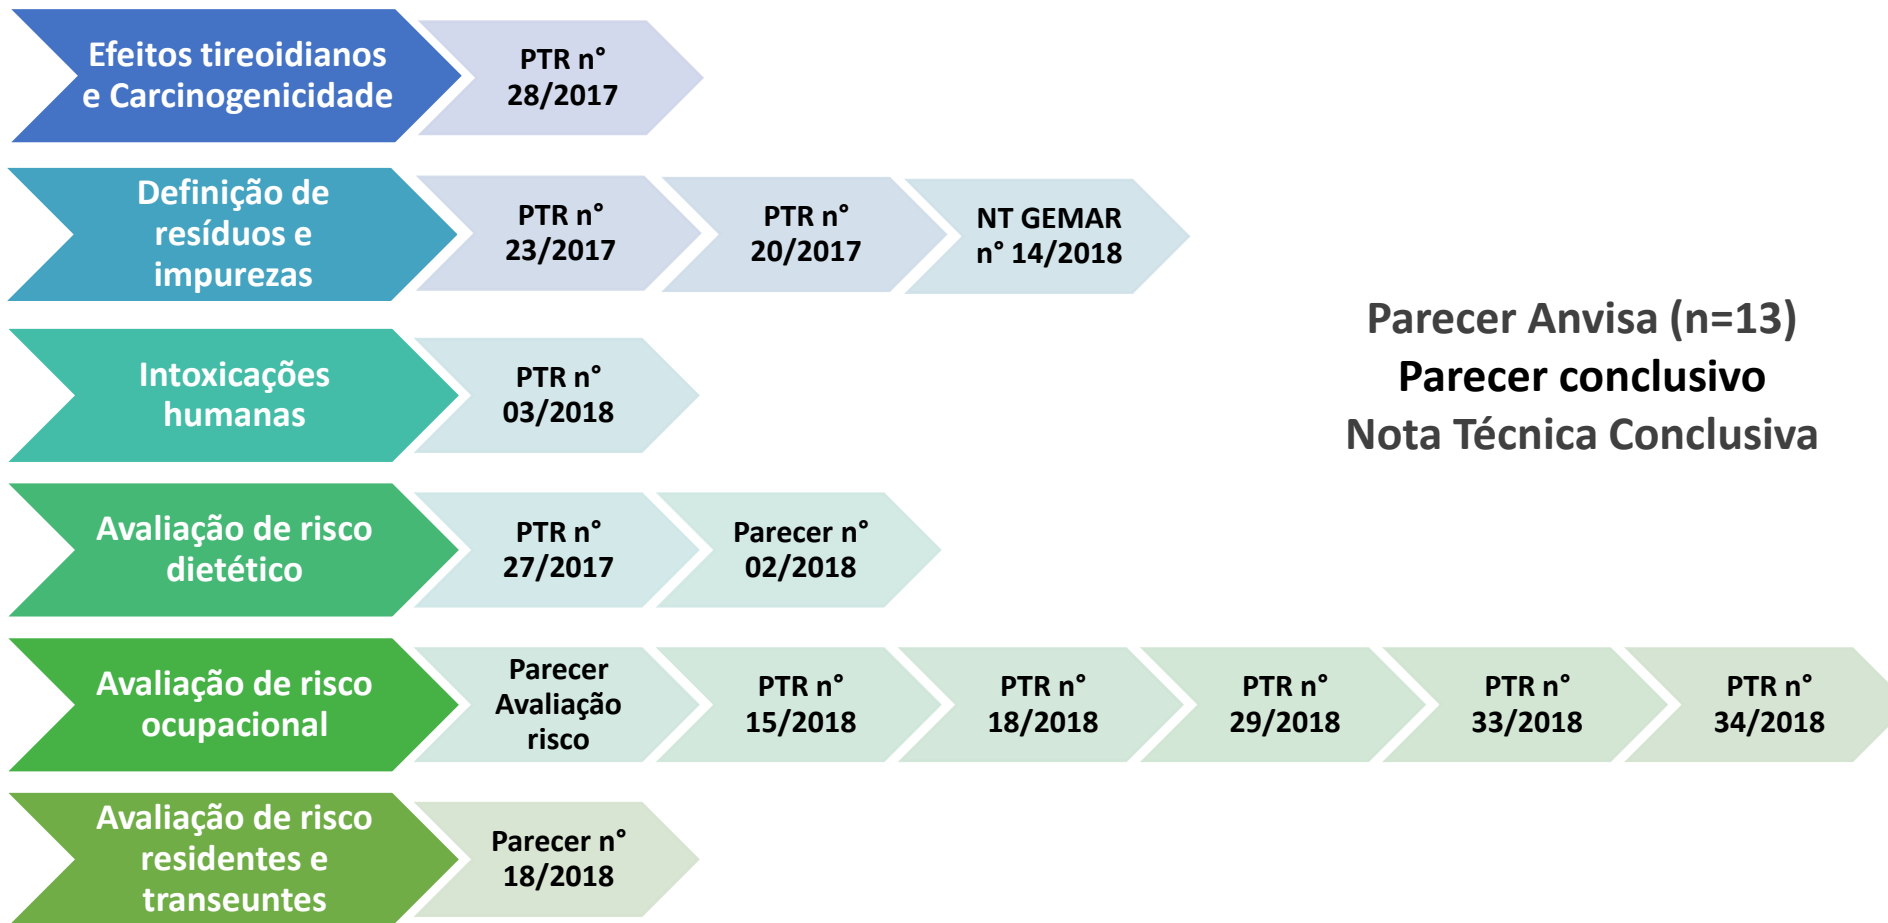 Efeitos tireoidianos
e Carcinogenicidade
PTR n°
28/2017
Definição de
resíduos e
impurezas
PTR n°
23/2017
PTR n°
20/2017
NT GEMAR
n° 14/2018
Intoxicações
humanas
PTR n°
03/2018
Parecer Anvisa (n=13)
Parecer conclusivo
Nota Técnica Conclusiva
Avaliação de risco
dietético
PTR n°
27/2017
Parecer n°
02/2018
Avaliação de risco
ocupacional
Parecer
Avaliação
risco
PTR n°
15/2018
PTR n°
18/2018
PTR n°
29/2018
PTR n°
33/2018
PTR n°
34/2018
Avaliação de risco
residentes e
transeuntes
Parecer n°
18/2018